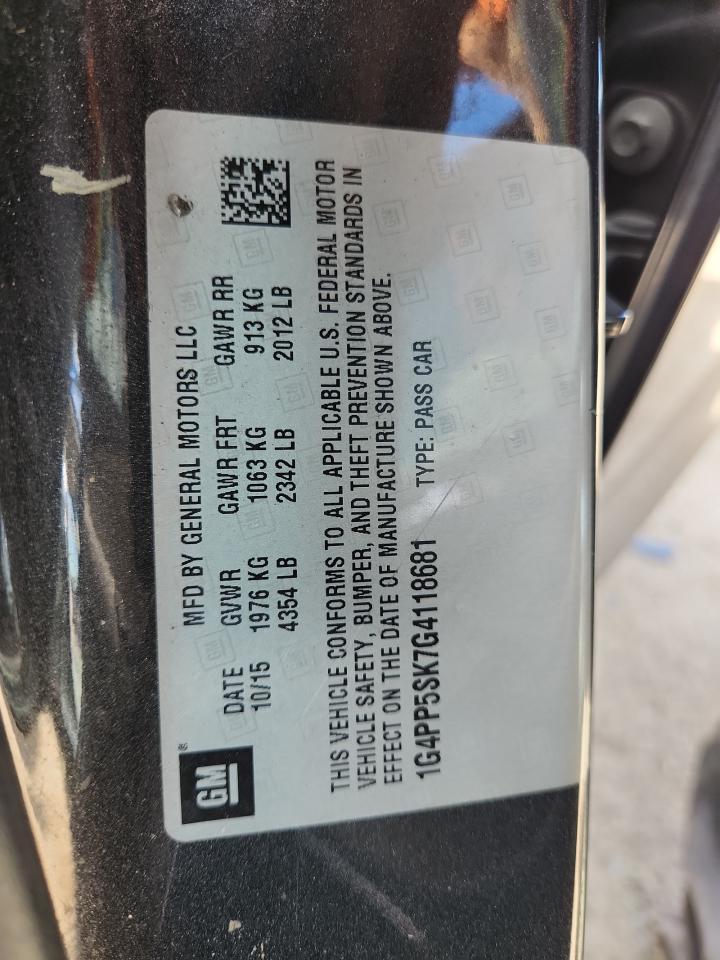 GM®
MFD BY GENERAL MOTORS LLC
DATE GVWR GAWR FRT GAWR RR
10/15 1976 KG 1063 KG 913 KG
4354 LB 2342 LB 2012 LB
THIS VEHICLE CONFORMS TO ALL APPLICABLE U.S. FEDERAL MOTOR
VEHICLE SAFETY, BUMPER, AND THEFT PREVENTION STANDARDS IN
EFFECT ON THE DATE OF MANUFACTURE SHOWN ABOVE.
1G4PP5SK7G4118681 TYPE: PASS CAR